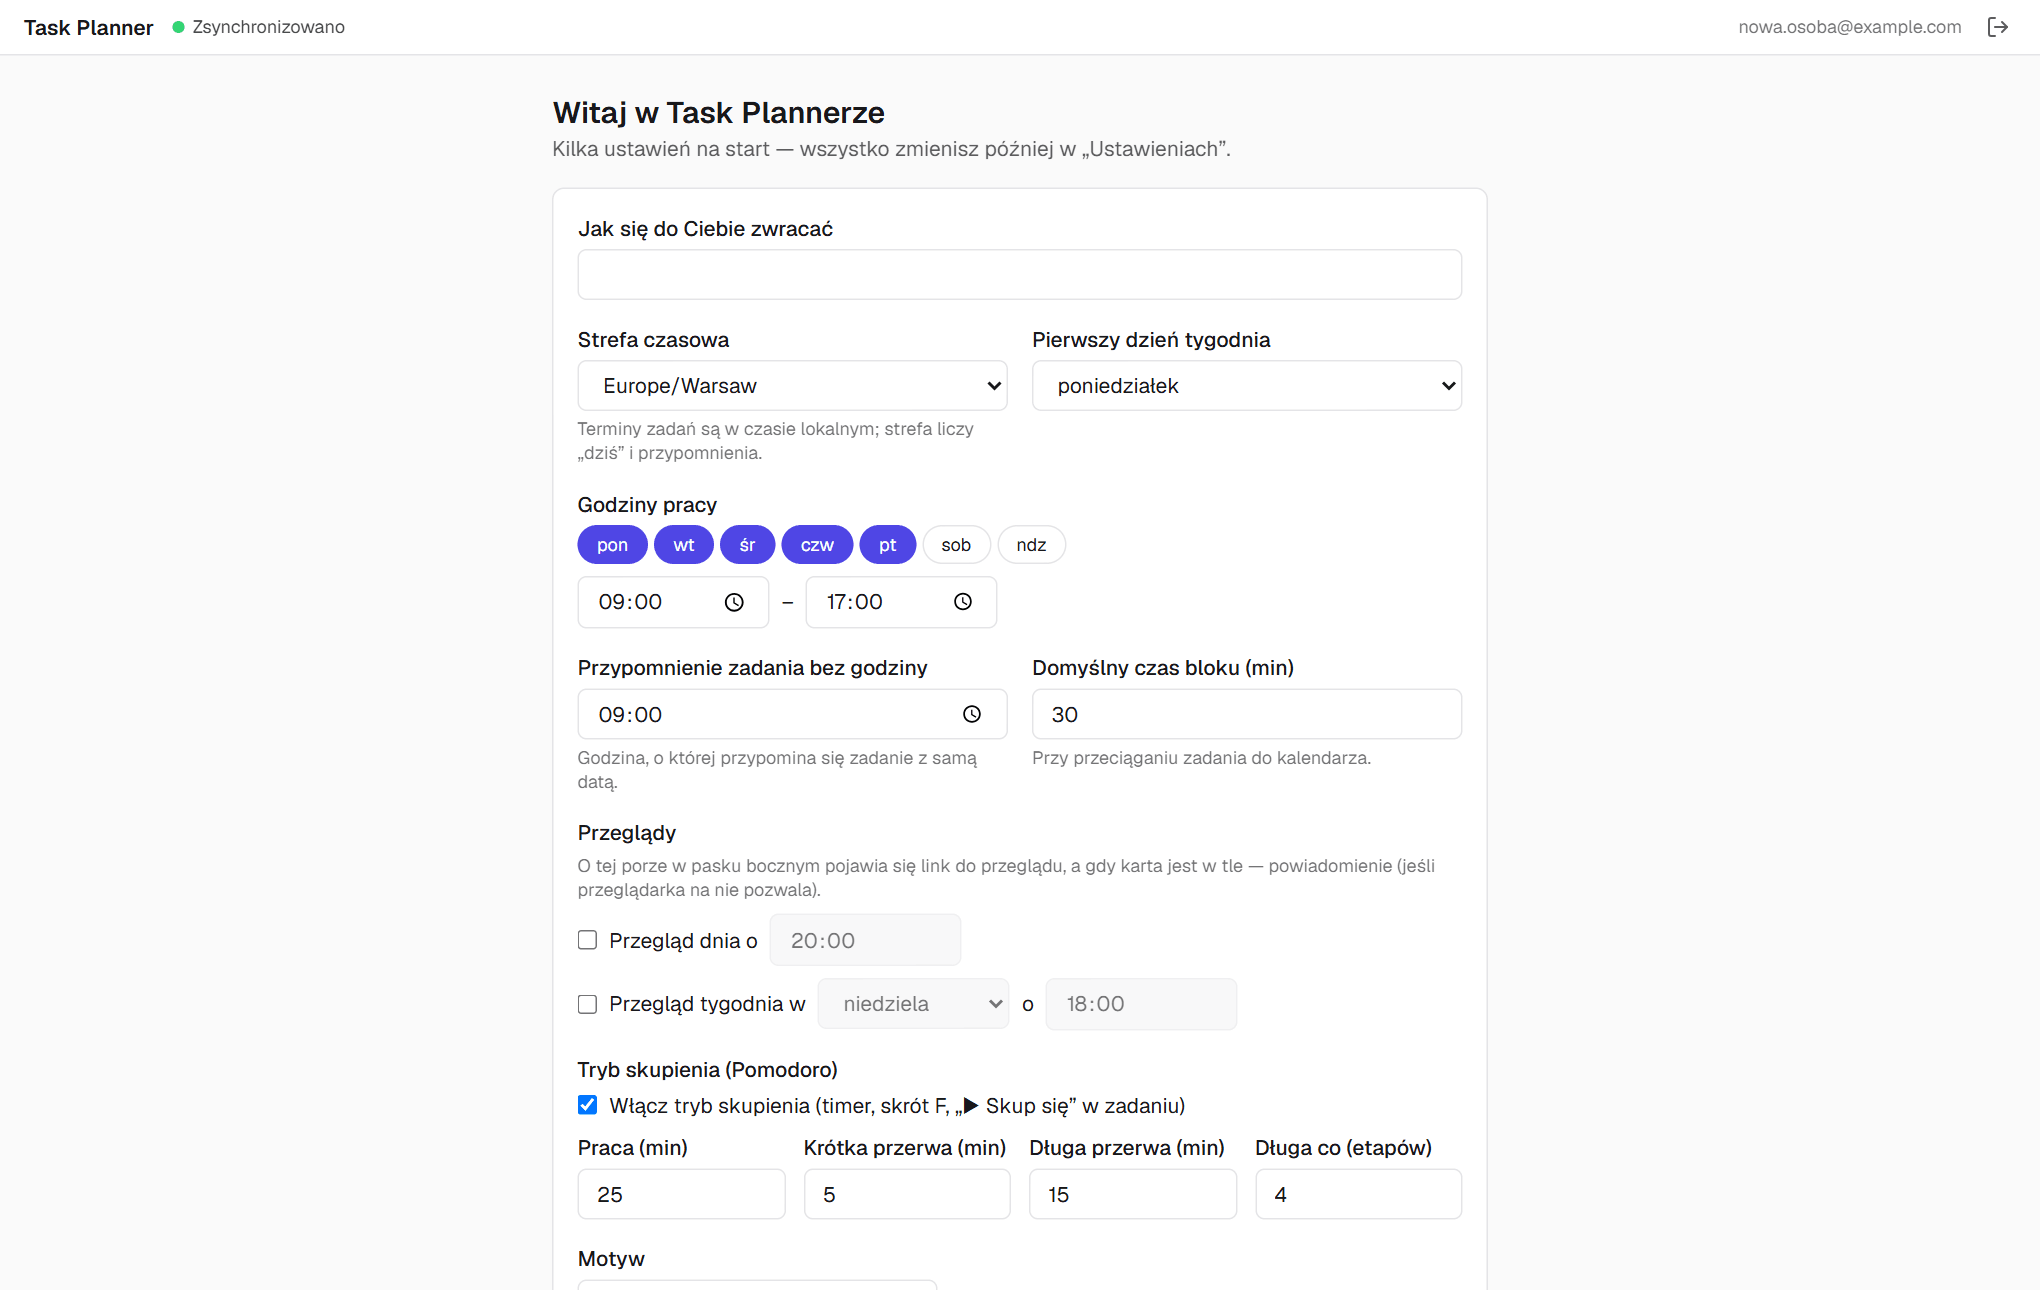 Task Planner
Zsynchronizowano
nowa.osoba@example.com
Witaj w Task Plannerze
Kilka ustawień na start — wszystko zmienisz później w „Ustawieniach”.
Jak się do Ciebie zwracać
Strefa czasowa
Pierwszy dzień tygodnia
Europe/Warsaw
poniedziałek
Terminy zadań są w czasie lokalnym; strefa liczy
„dziś” i przypomnienia.
Godziny pracy
pon wt śr czw pt sob ndz
09:00 – 17:00
Przypomnienie zadania bez godziny
Domyślny czas bloku (min)
09:00
30
Godzina, o której przypomina się zadanie z samą
datą.
Przy przeciąganiu zadania do kalendarza.
Przeglądy
O tej porze w pasku bocznym pojawia się link do przeglądu, a gdy karta jest w tle — powiadomienie (jeśli
przeglądarka na nie pozwala).
Przegląd dnia o 20:00
Przegląd tygodnia w niedziela o 18:00
Tryb skupienia (Pomodoro)
Włącz tryb skupienia (timer, skrót F, „▶ Skup się” w zadaniu)
Praca (min)
Krótka przerwa (min)
Długa przerwa (min)
Długa co (etapów)
25
5
15
4
Motyw